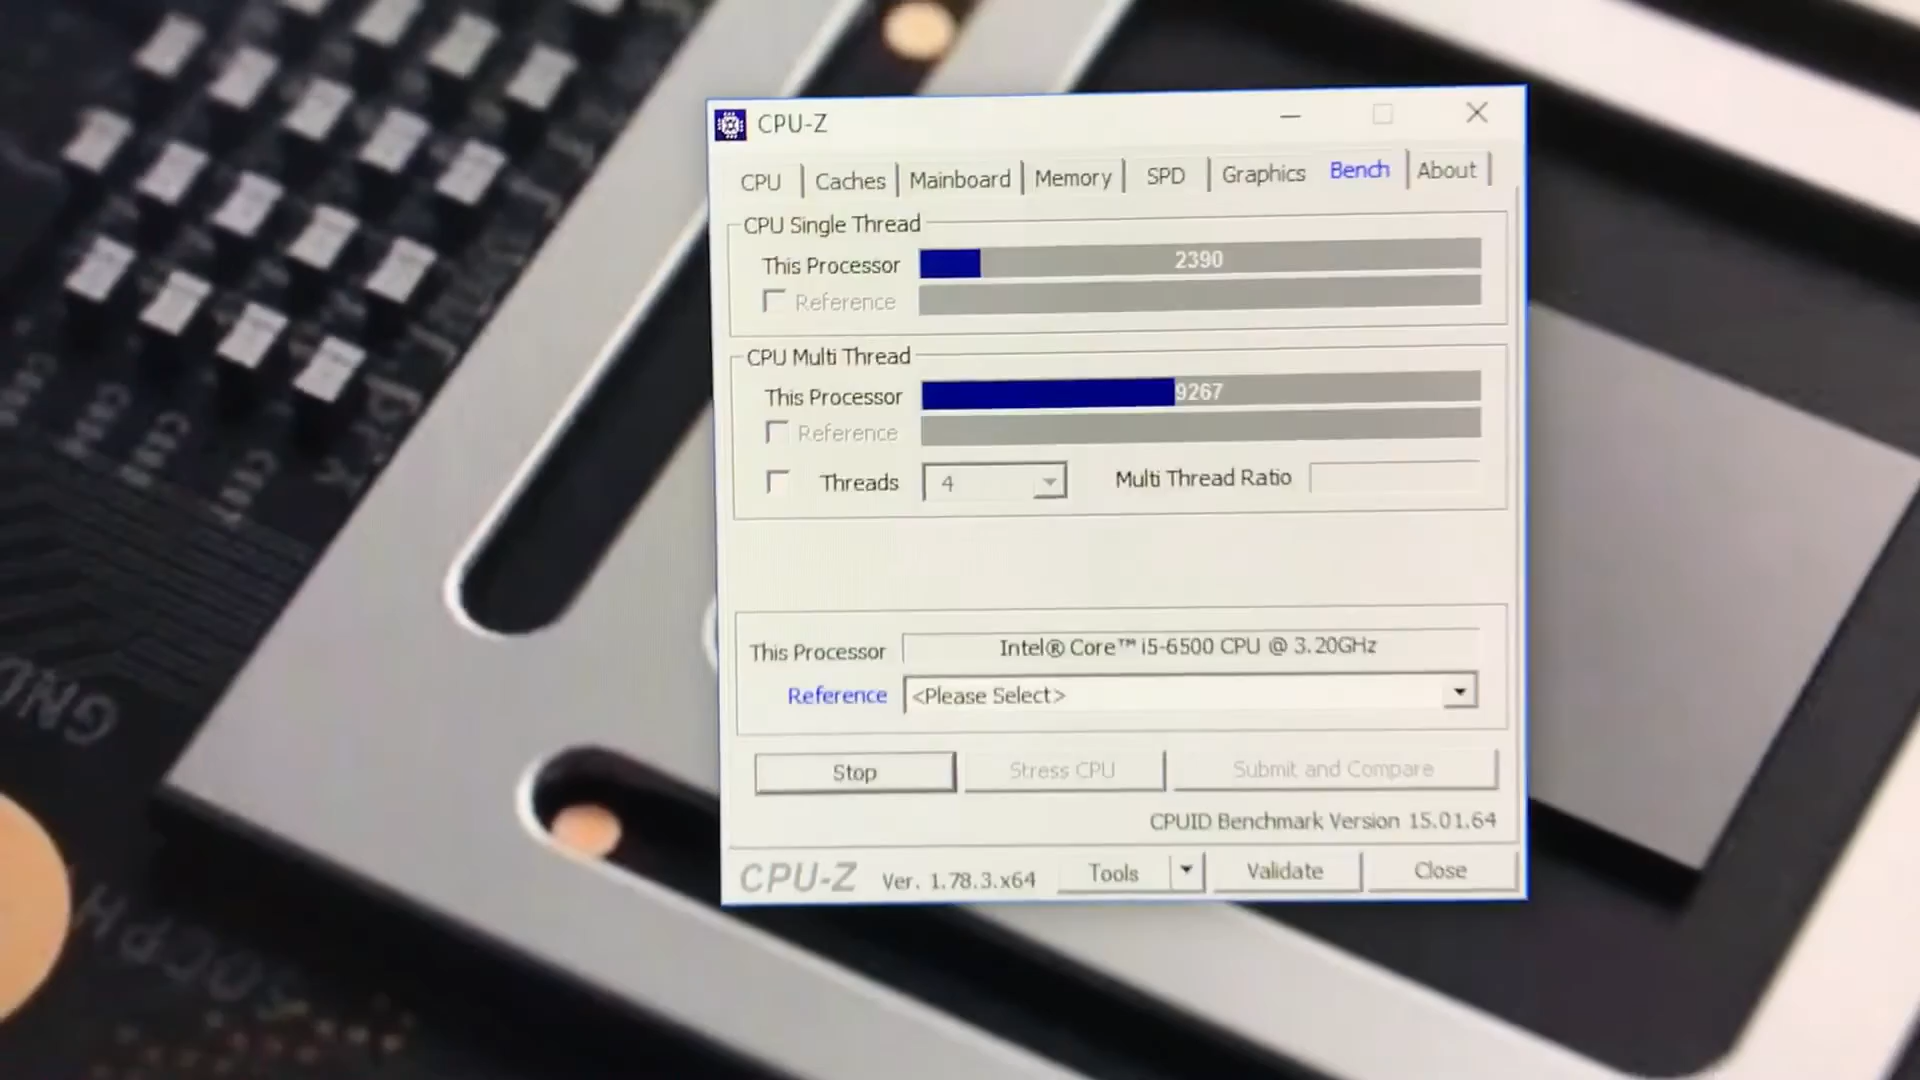 CPU-Z
CPU Caches Mainboard Memory SPD Graphics Bench About
CPU Single Thread
This Processor 2390
Reference
CPU Multi Thread
This Processor 9267
Reference
Threads 4 Multi Thread Ratio
This Processor Intel® Core™ i5-6500 CPU @ 3.20GHz
Reference <Please Select>
Stop Stress CPU Submit and Compare
CPUID Benchmark Version 15.01.64
CPU-Z Ver. 1.78.3.x64 Tools Validate Close
GND